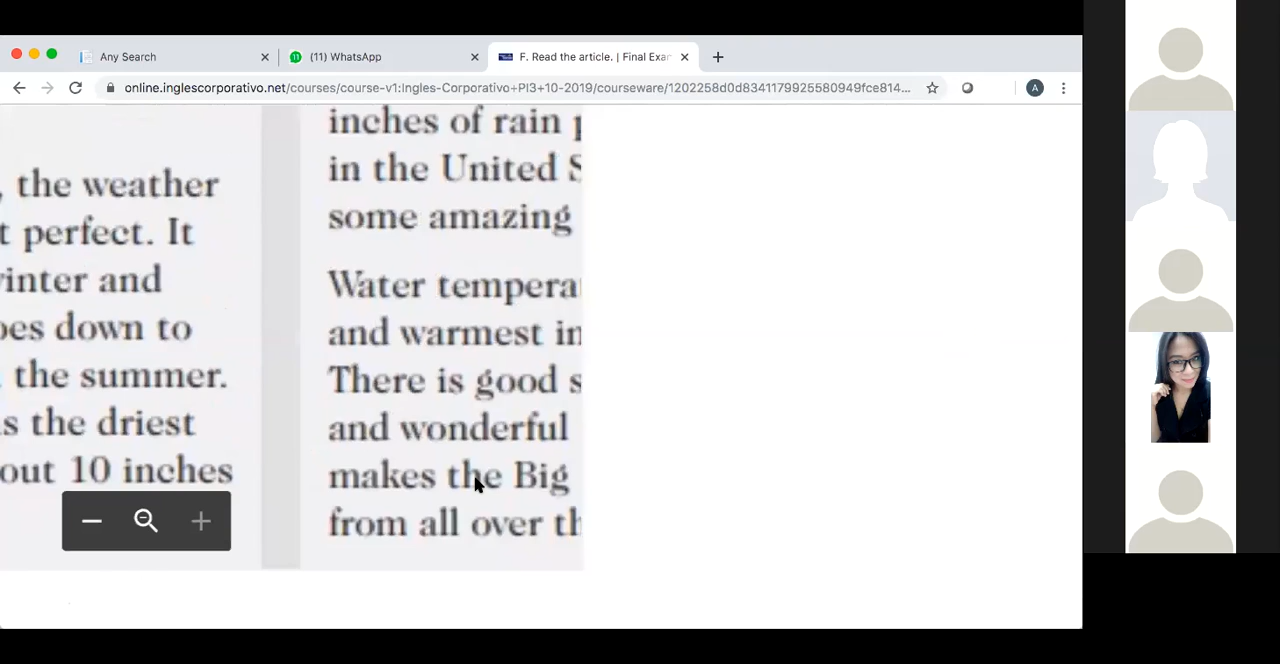 Any Search
(11) WhatsApp
F. Read the article. | Final Exar
online.inglescorporativo.net/courses/course-v1:Ingles-Corporativo+PI3+10-2019/courseware/1202258d0d8341179925580949fce814...
A
, the weather
t perfect. It
inter and
oes down to
the summer.
s the driest
out 10 inches
inches of rain
in the United S
some amazing
Water tempera
and warmest in
There is good s
and wonderful
makes the Big
from all over th